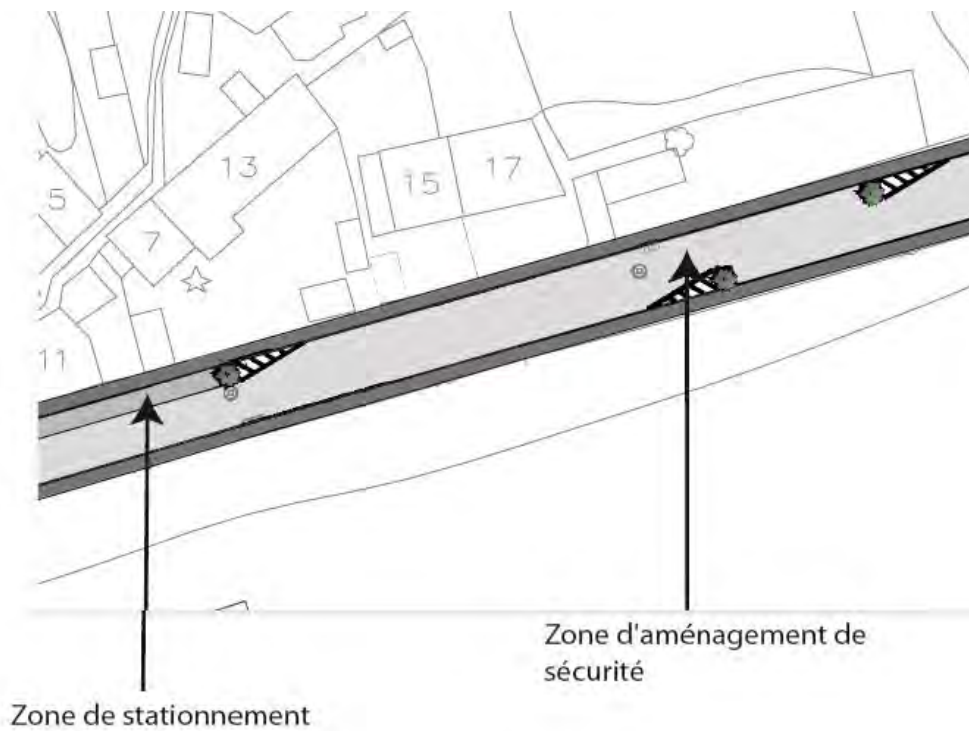 13
5
15
17
7
11
Zone d'aménagement de
sécurité
Zone de stationnement